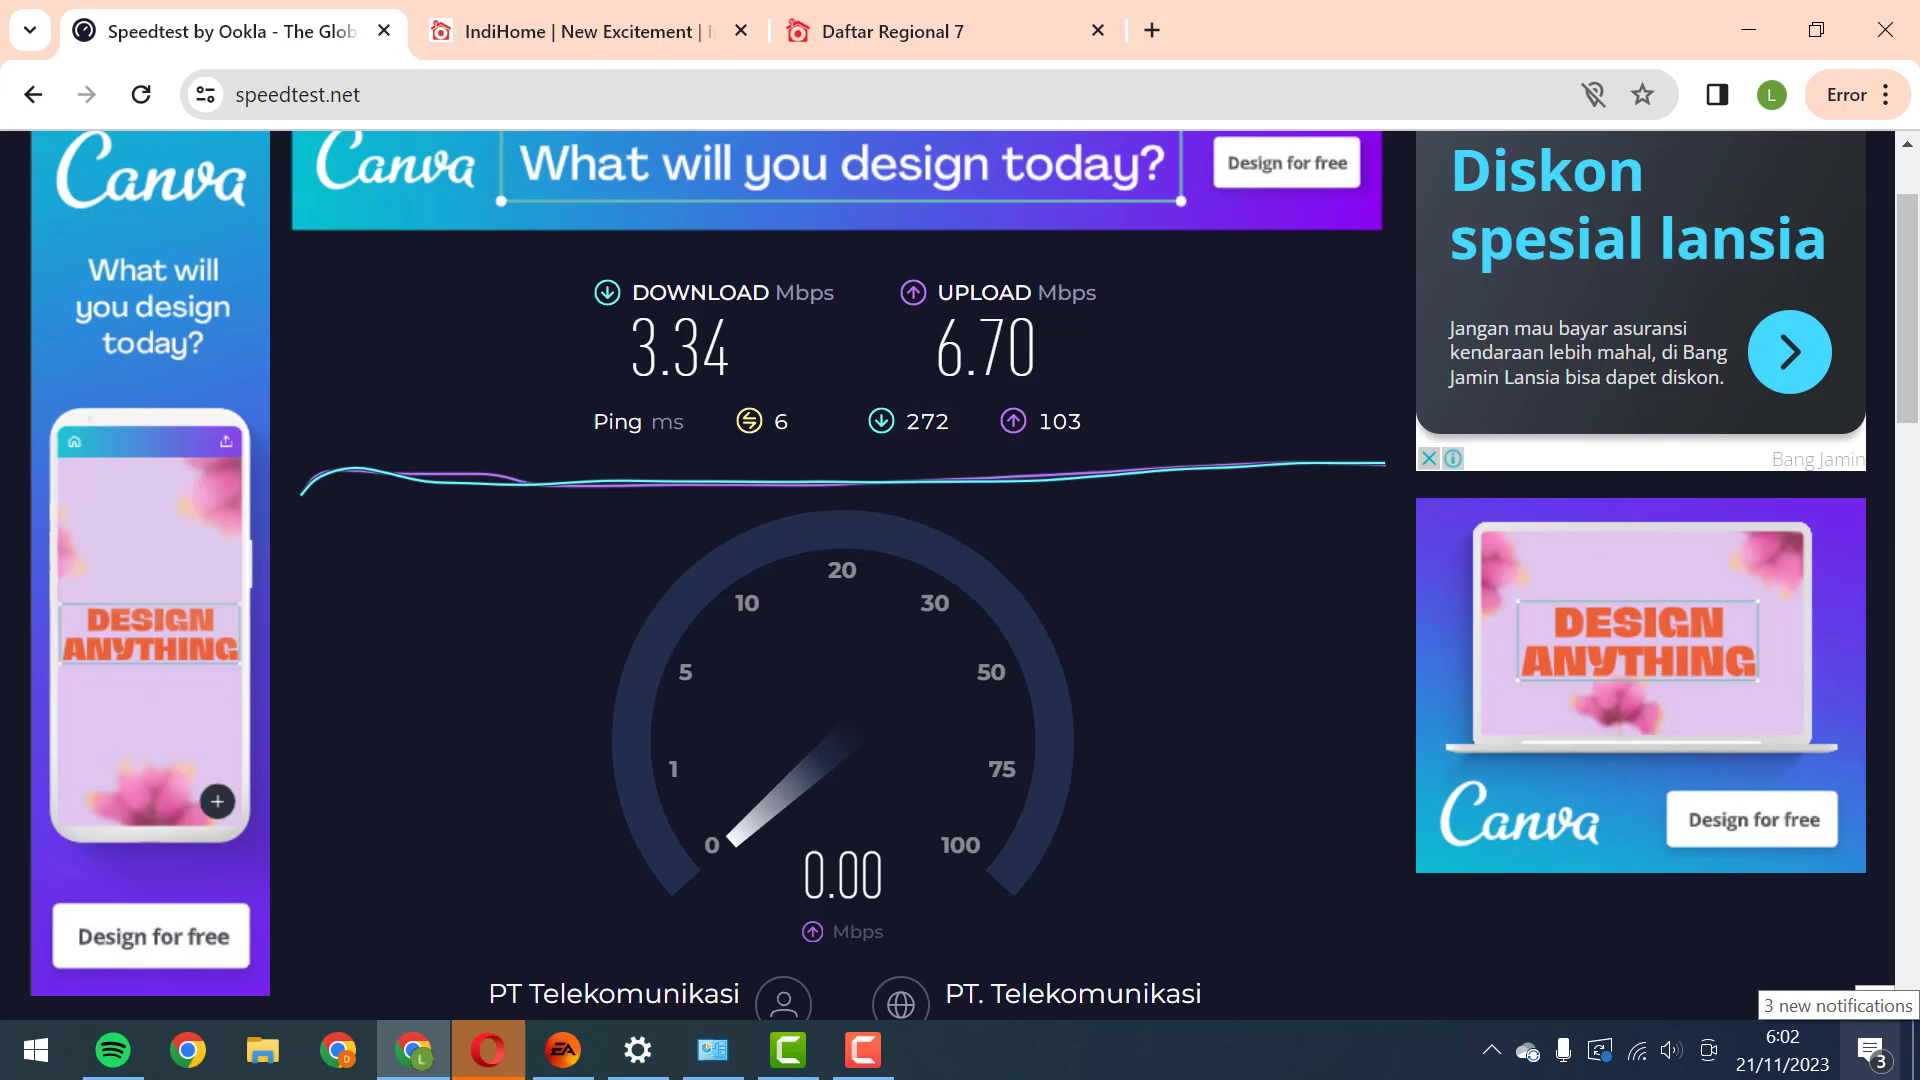 Speedtest by Ookla - The Glob
IndiHome | New Excitement |
Daftar Regional 7
speedtest.net
L
Error
Canva
What will
you design
today?
DESIGN
ANYTHING
Design for free
Canva
What will you design today?
Design for free
DOWNLOAD Mbps
3.34
UPLOAD Mbps
6.70
Ping ms
6
272
103
0
1
5
10
20
30
50
75
100
0.00
Mbps
PT Telekomunikasi
PT. Telekomunikasi
Diskon
spesial lansia
Jangan mau bayar asuransi
kendaraan lebih mahal, di Bang
Jamin Lansia bisa dapet diskon.
Bang Jamin
DESIGN
ANYTHING
Canva
Design for free
3 new notifications
D
L
EA
6:02
21/11/2023
3